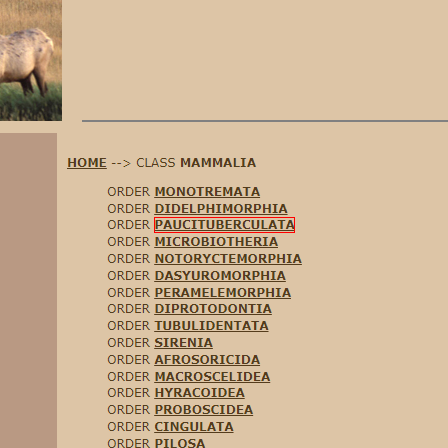 HOME --> CLASS MAMMALIA
ORDER MONOTREMATA
ORDER DIDELPHIMORPHIA
ORDER PAUCITUBERCULATA
ORDER MICROBIOTHERIA
ORDER NOTORYCTEMORPHIA
ORDER DASYUROMORPHIA
ORDER PERAMELEMORPHIA
ORDER DIPROTODONTIA
ORDER TUBULIDENTATA
ORDER SIRENIA
ORDER AFROSORICIDA
ORDER MACROSCELIDEA
ORDER HYRACOIDEA
ORDER PROBOSCIDEA
ORDER CINGULATA
ORDER PILOSA